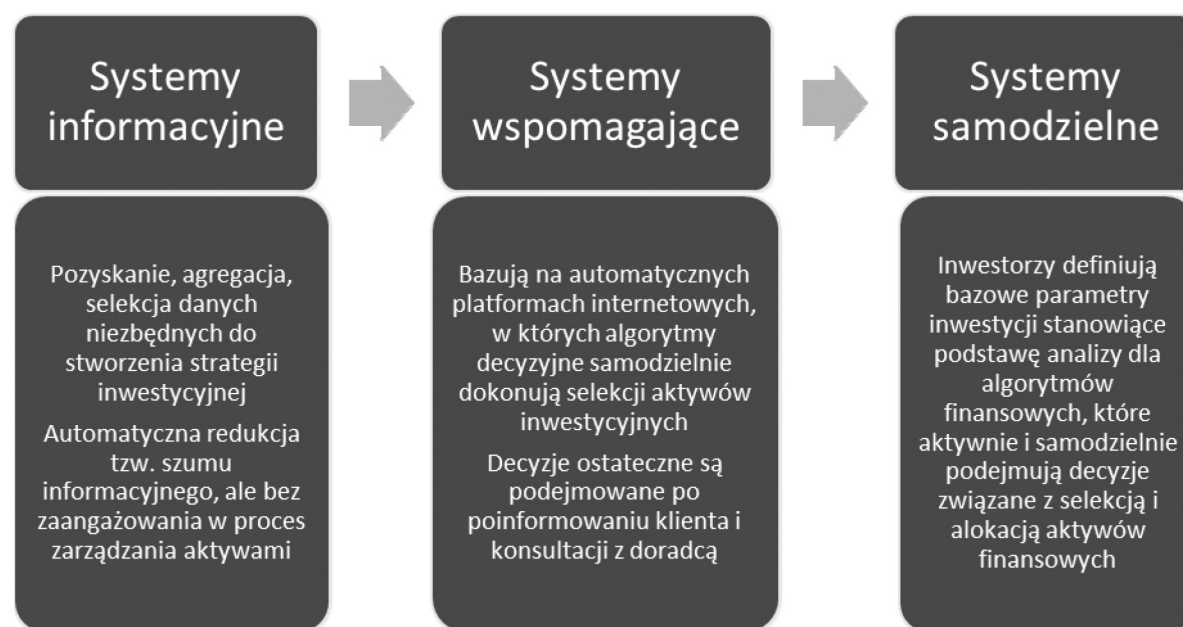 Systemy
informacyjne
Pozyskanie, agregacja,
selekcja danych
niezbędnych do
stworzenia strategii
inwestycyjnej
Automatyczna redukcja
tzw. szumu
informacyjnego, ale bez
zaangażowania w proces
zarządzania aktywami
Systemy
wspomagające
Bazują na automatycznych
platformach internetowych,
w których algorytmy
decyzyjne samodzielnie
dokonują selekcji aktywów
inwestycyjnych
Decyzje ostateczne są
podejmowane po
poinformowaniu klienta i
konsultacji z doradcą
Systemy
samodzielne
Inwestorzy definiują
bazowe parametry
inwestycji stanowiące
podstawę analizy dla
algorytmów
finansowych, które
aktywnie i samodzielnie
podejmują decyzje
związane z selekcją i
alokacją aktywów
finansowych